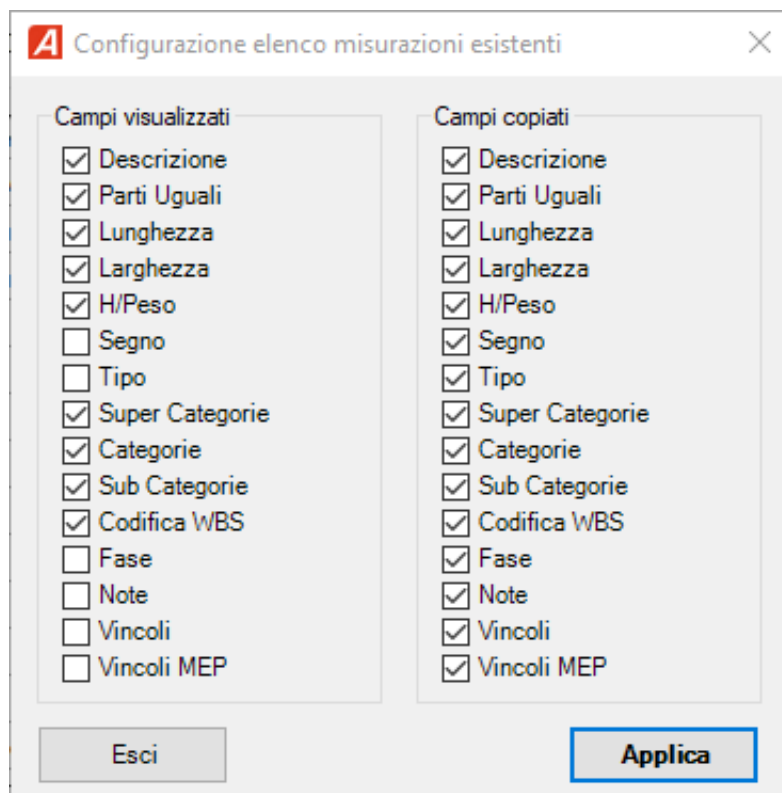 A Configurazione elenco misurazioni esistenti
Campi visualizzati
Descrizione
Parti Uguali
Lunghezza
Larghezza
H/Peso
Segno
Tipo
Super Categorie
Categorie
Sub Categorie
Codifica WBS
Fase
Note
Vincoli
Vincoli MEP
Campi copiati
Descrizione
Parti Uguali
Lunghezza
Larghezza
H/Peso
Segno
Tipo
Super Categorie
Categorie
Sub Categorie
Codifica WBS
Fase
Note
Vincoli
Vincoli MEP
Esci
Applica